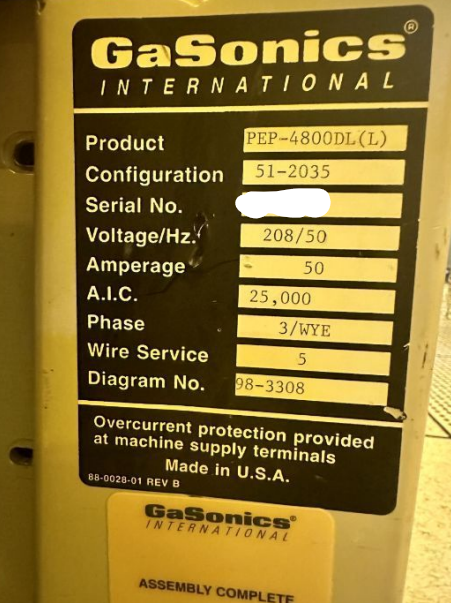 GaSonics®
INTERNATIONAL
Product PEP-4800DL(L)
Configuration 51-2035
Serial No.
Voltage/Hz. 208/50
Amperage 50
A.I.C. 25,000
Phase 3/WYE
Wire Service 5
Diagram No. 98-3308
Overcurrent protection provided
at machine supply terminals
Made in U.S.A.
88-0028-01 REV B
GaSonics®
INTERNATIONAL
ASSEMBLY COMPLETE